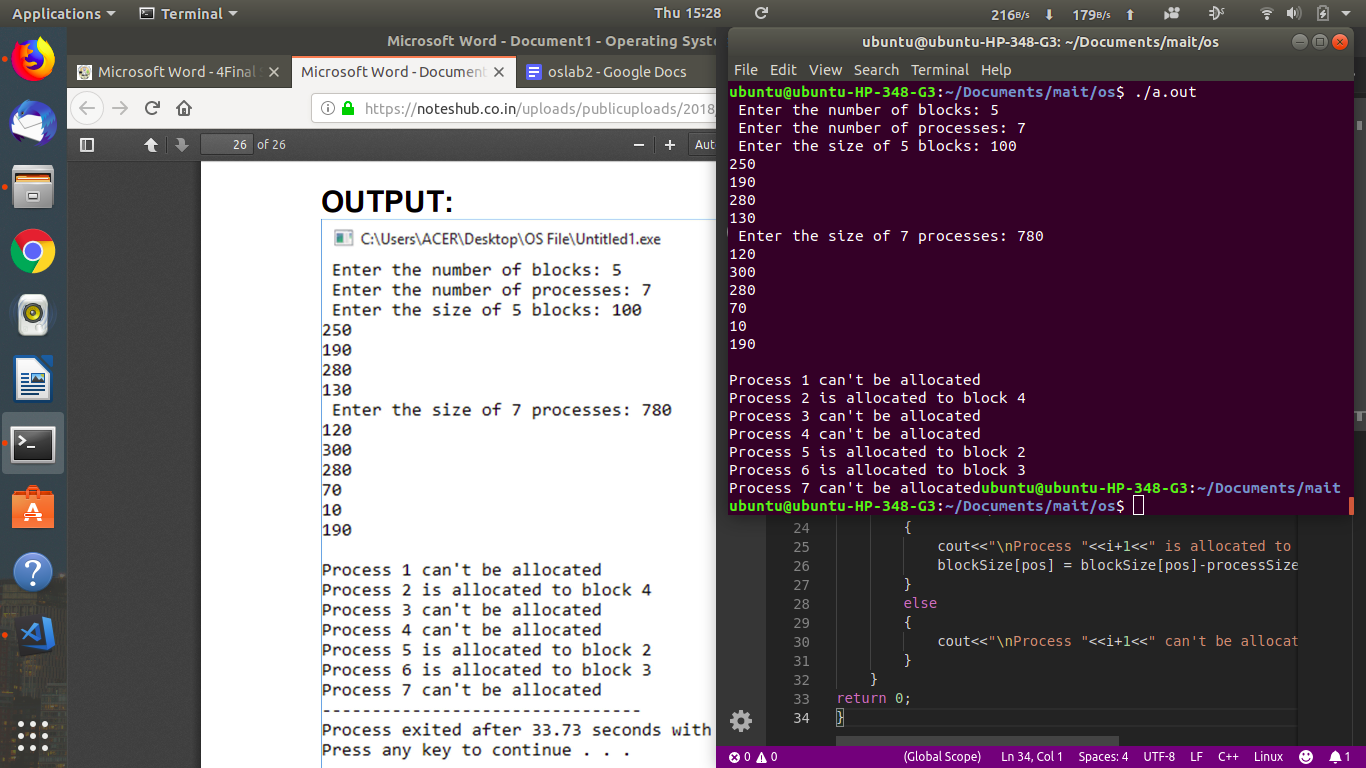 Applications
Terminal
Thu 15:28
216B/s
179B/s
Microsoft Word - Document1 - Operating Syste
Microsoft Word - 4Final S
Microsoft Word - Document
oslab2 - Google Docs
https://noteshub.co.in/uploads/publicuploads/2018
26 of 26
Aut
OUTPUT:
C:\Users\ACER\Desktop\OS File\Untitled1.exe
Enter the number of blocks: 5
Enter the number of processes: 7
Enter the size of 5 blocks: 100
250
190
280
130
Enter the size of 7 processes: 780
120
300
280
70
10
190
Process 1 can't be allocated
Process 2 is allocated to block 4
Process 3 can't be allocated
Process 4 can't be allocated
Process 5 is allocated to block 2
Process 6 is allocated to block 3
Process 7 can't be allocated
--------------------------------
Process exited after 33.73 seconds with
Press any key to continue . . .
ubuntu@ubuntu-HP-348-G3: ~/Documents/mait/os
File Edit View Search Terminal Help
ubuntu@ubuntu-HP-348-G3:~/Documents/mait/os$ ./a.out
Enter the number of blocks: 5
Enter the number of processes: 7
Enter the size of 5 blocks: 100
250
190
280
130
Enter the size of 7 processes: 780
120
300
280
70
10
190
Process 1 can't be allocated
Process 2 is allocated to block 4
Process 3 can't be allocated
Process 4 can't be allocated
Process 5 is allocated to block 2
Process 6 is allocated to block 3
Process 7 can't be allocatedubuntu@ubuntu-HP-348-G3:~/Documents/mait
ubuntu@ubuntu-HP-348-G3:~/Documents/mait/os$
24 {
25 cout<<"\nProcess "<<i+1<<" is allocated to
26 blockSize[pos] = blockSize[pos]-processSize
27 }
28 else
29 {
30 cout<<"\nProcess "<<i+1<<" can't be allocat
31 }
32 }
33 return 0;
34 }
0 0 (Global Scope) Ln 34, Col 1 Spaces: 4 UTF-8 LF C++ Linux 1